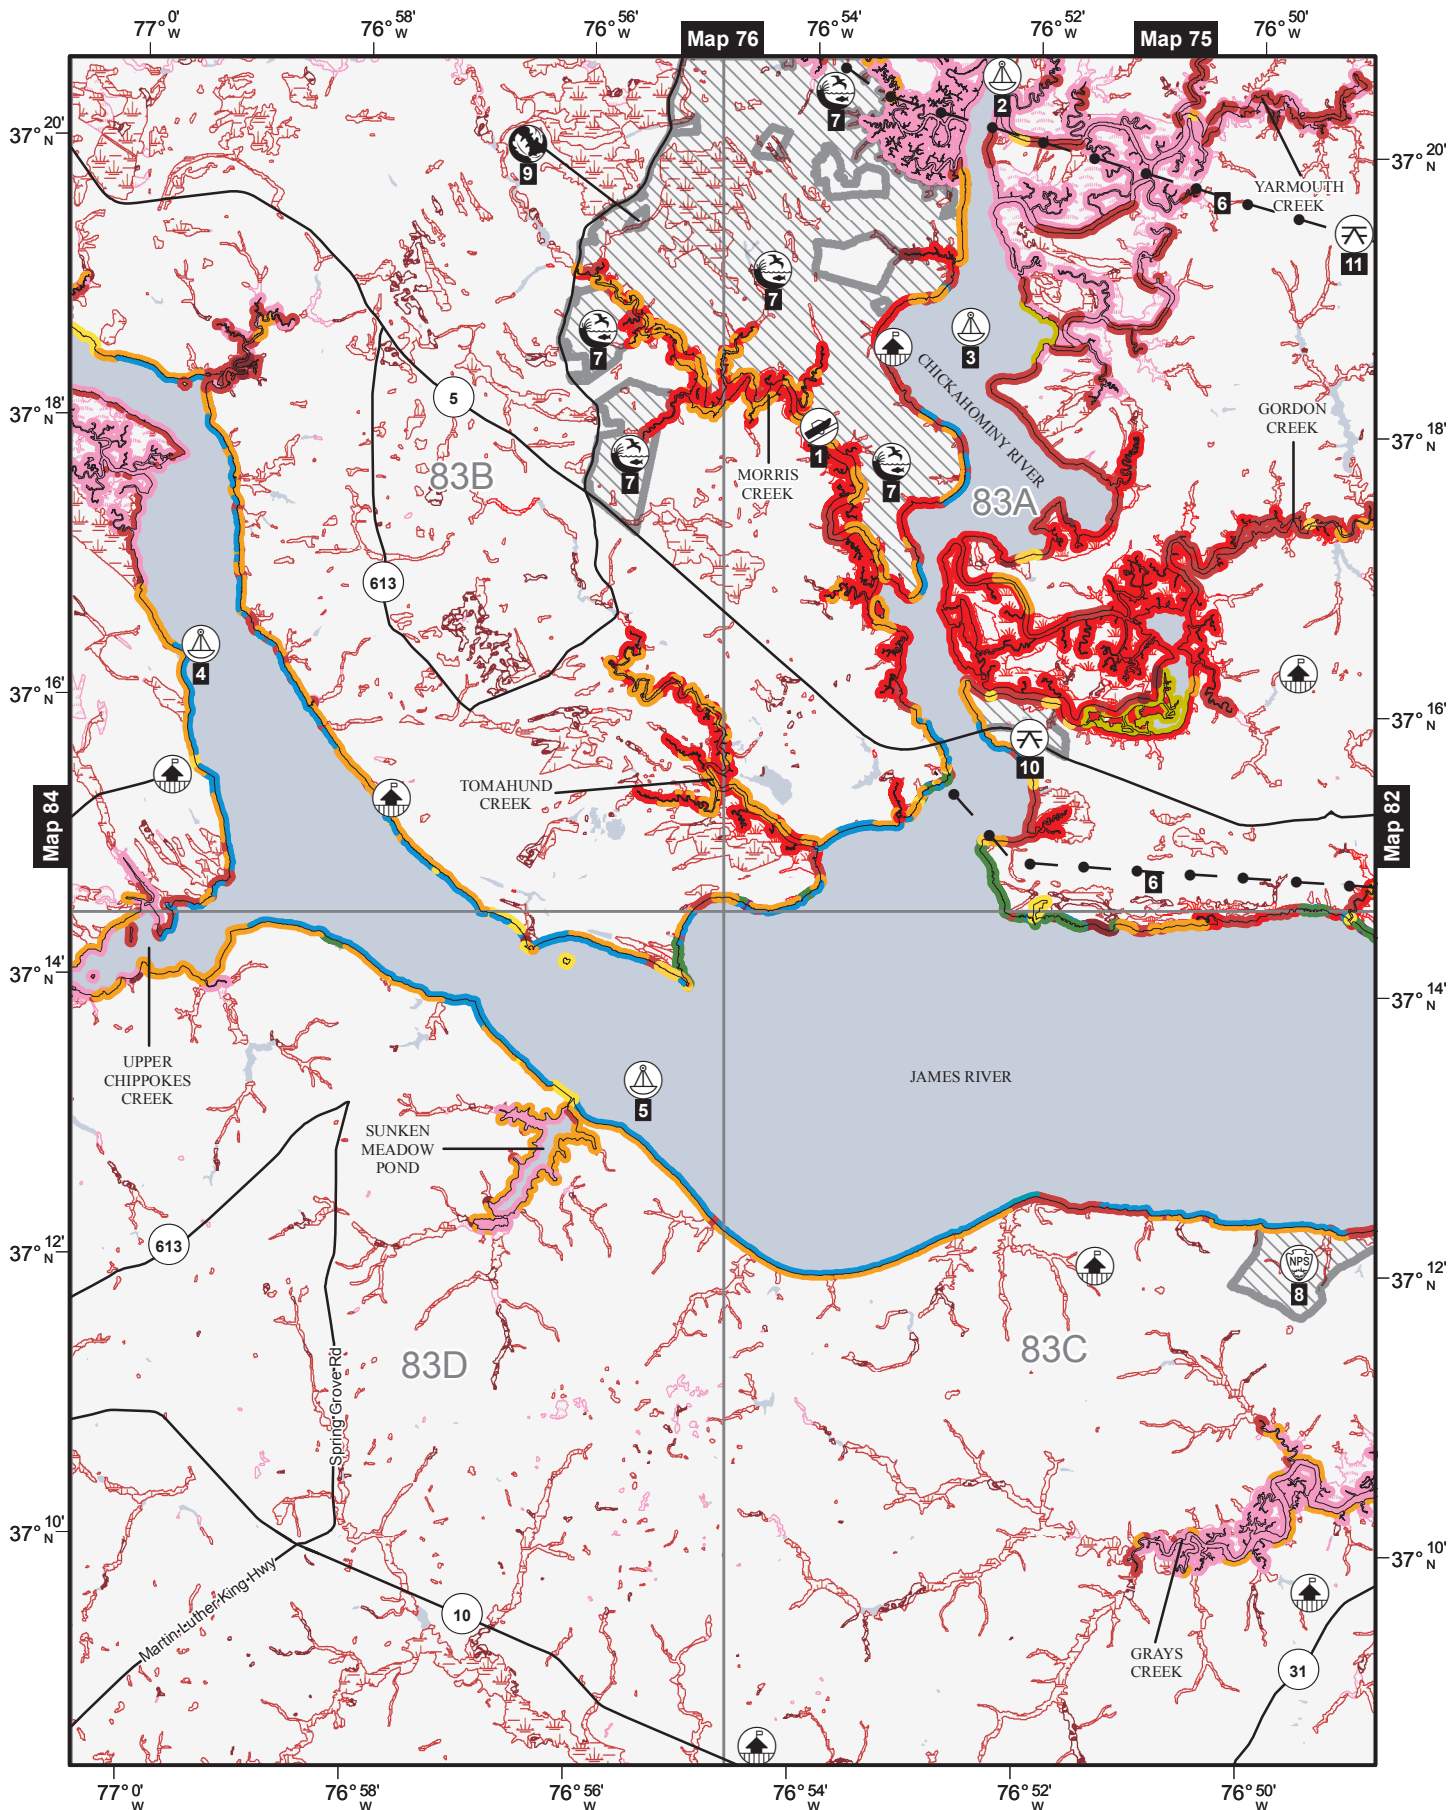 77° 0' W
76° 58' W
76° 56' W
Map 76
76° 54' W
76° 52' W
Map 75
76° 50' W
37° 20' N
37° 20' N
2
7
9
YARMOUTH
CREEK
6
11
7
3
7
CHICKAHOMINY RIVER
37° 18' N
37° 18' N
5
GORDON
CREEK
1
7
7
83B
MORRIS
CREEK
83A
613
4
37° 16' N
37° 16' N
10
TOMAHUND
CREEK
Map 84
Map 82
6
37° 14' N
37° 14' N
UPPER
CHIPPOKES
CREEK
JAMES RIVER
5
SUNKEN
MEADOW
POND
613
37° 12' N
37° 12' N
NPS
8
83D
83C
Spring Grove Rd
37° 10' N
37° 10' N
Martin Luther King Hwy
10
GRAYS
CREEK
31
77° 0' W
76° 58' W
76° 56' W
76° 54' W
76° 52' W
76° 50' W